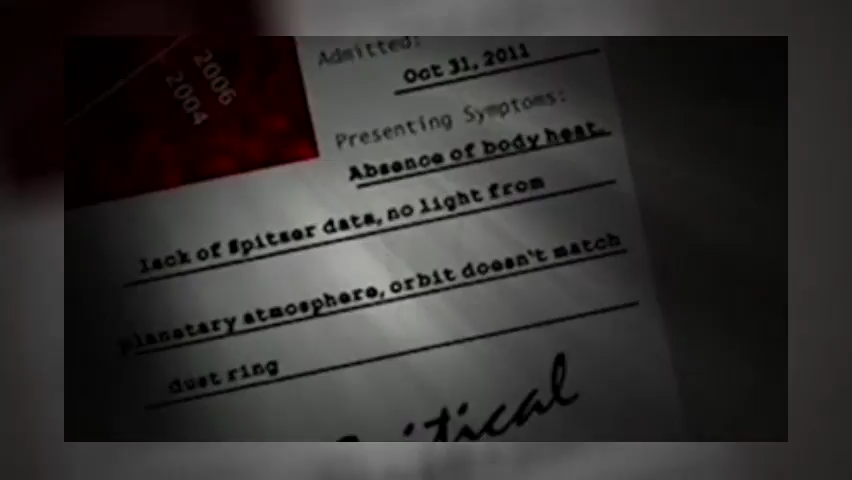 2006
2004
Admitted:
Oct 31, 2011
Presenting Symptoms:
Absence of body heat,
lack of Spitzer data, no light from
planetary atmosphere, orbit doesn't match
dust ring
Critical